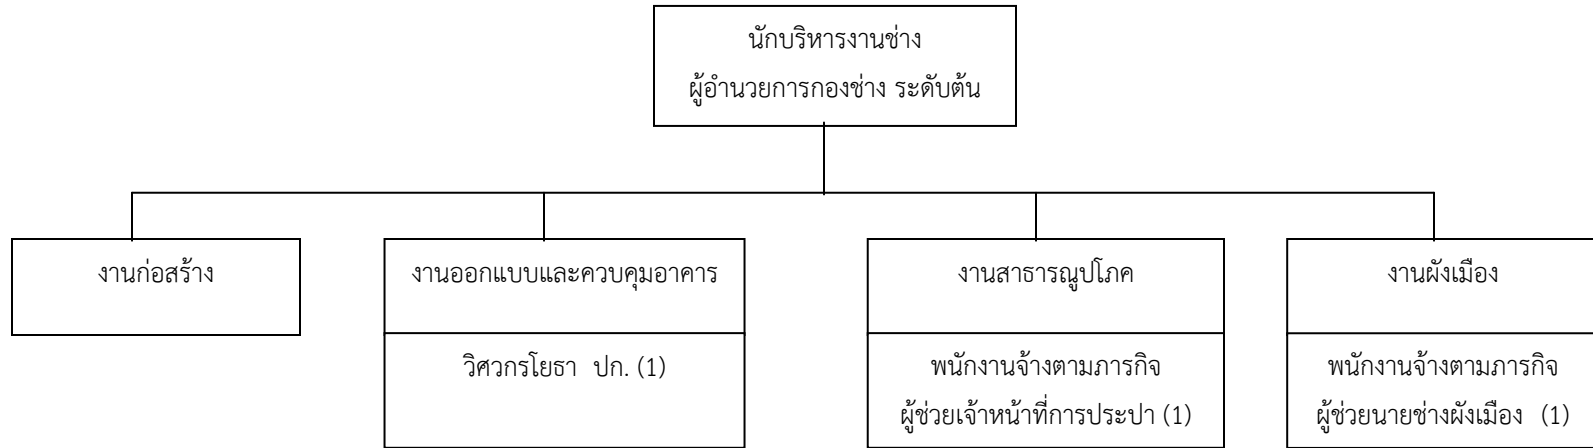 นักบริหารงานช่าง
ผู้อำนวยการกองช่าง ระดับต้น
งานก่อสร้าง
งานออกแบบและควบคุมอาคาร
วิศวกรโยธา ปก. (1)
งานสาธารณูปโภค
พนักงานจ้างตามภารกิจ
ผู้ช่วยเจ้าหน้าที่การประปา (1)
งานผังเมือง
พนักงานจ้างตามภารกิจ
ผู้ช่วยนายช่างผังเมือง (1)